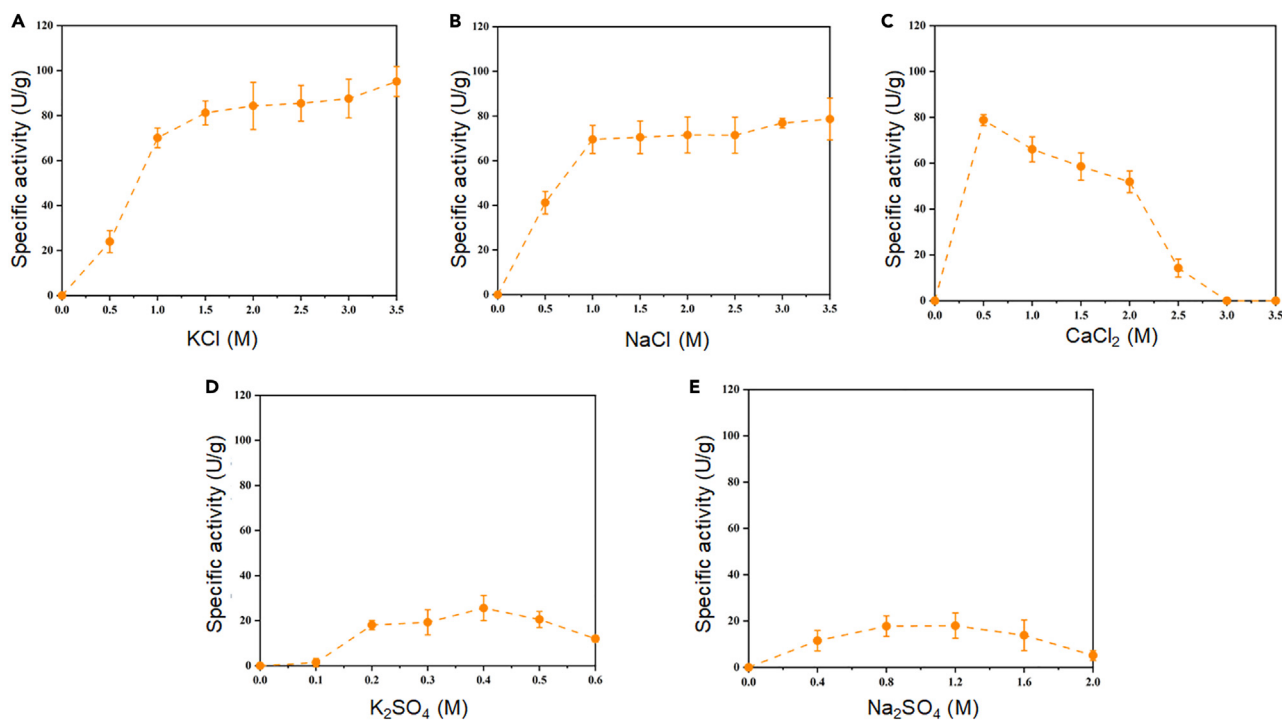 A
B
C
120
100
80
60
40
20
0
Specific activity (U/g)
0.0 0.5 1.0 1.5 2.0 2.5 3.0 3.5
KCl (M)
120
100
80
60
40
20
0
Specific activity (U/g)
0.0 0.5 1.0 1.5 2.0 2.5 3.0 3.5
NaCl (M)
120
100
80
60
40
20
0
Specific activity (U/g)
0.0 0.5 1.0 1.5 2.0 2.5 3.0 3.5
CaCl₂ (M)
D
E
120
100
80
60
40
20
0
Specific activity (U/g)
0.0 0.1 0.2 0.3 0.4 0.5 0.6
K₂SO₄ (M)
120
100
80
60
40
20
0
Specific activity (U/g)
0.0 0.4 0.8 1.2 1.6 2.0
Na₂SO₄ (M)